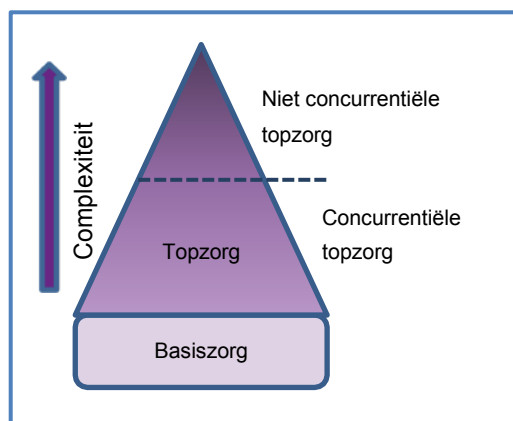 Complexiteit
Niet concurrentiële
topzorg
Concurrentiële
topzorg
Topzorg
Basiszorg